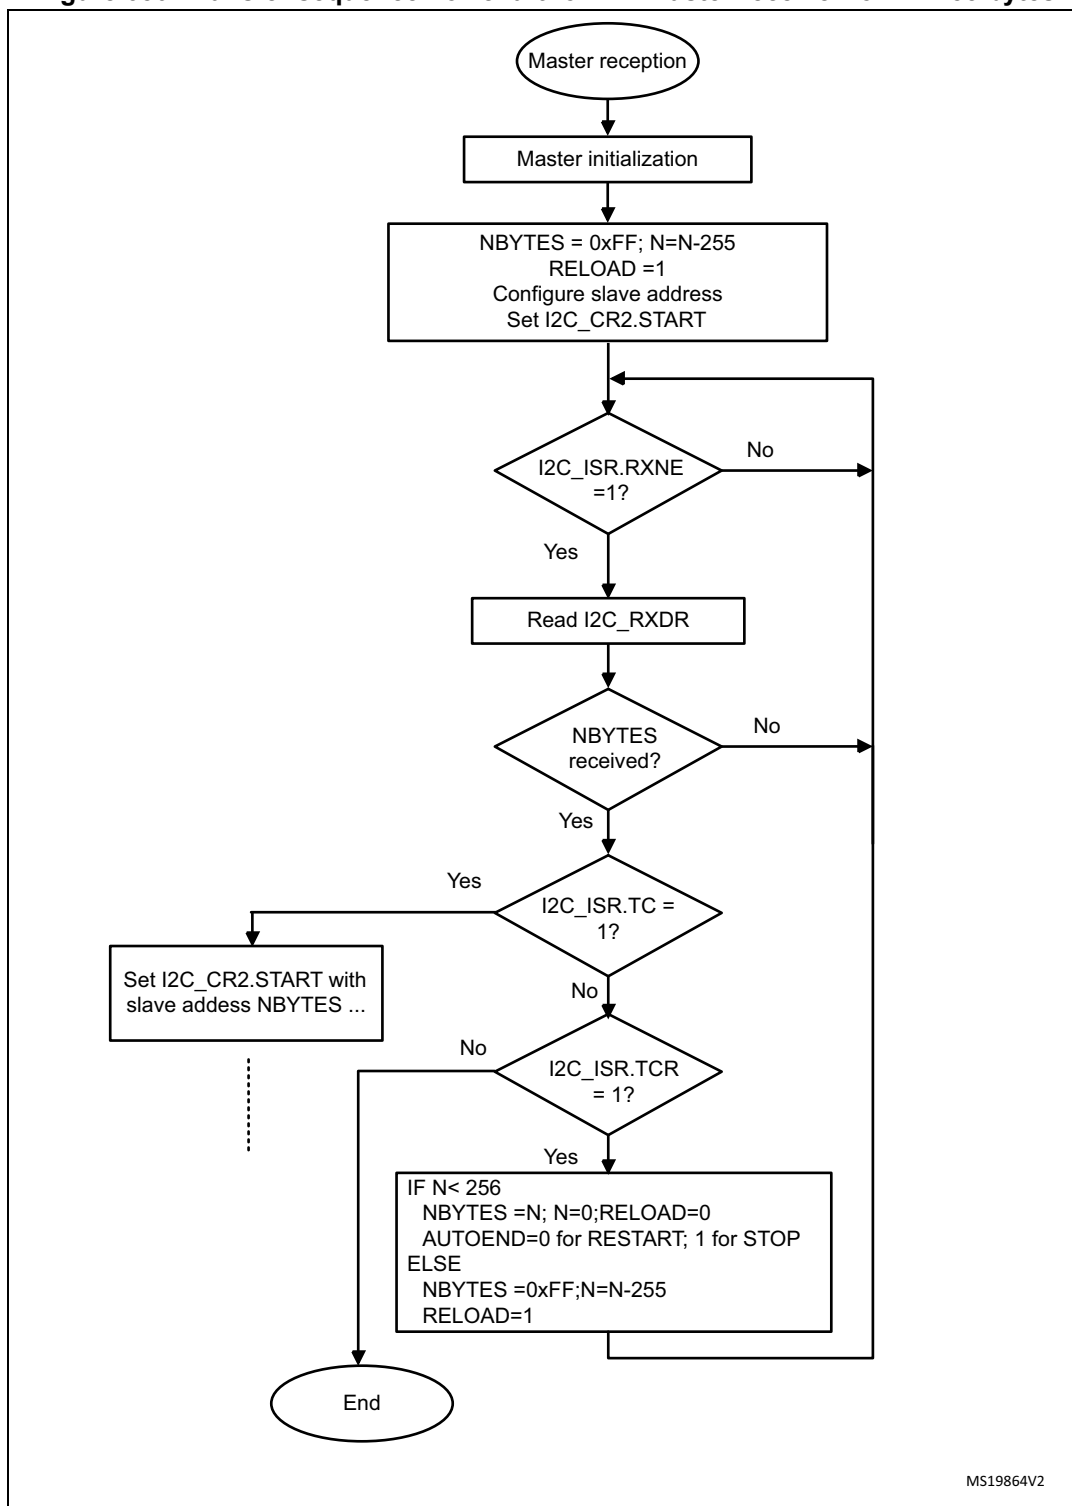 Master reception
Master initialization
NBYTES = 0xFF; N=N-255
RELOAD =1
Configure slave address
Set I2C_CR2.START
I2C_ISR.RXNE
=1?
No
Yes
Read I2C_RXDR
NBYTES
received?
No
Yes
I2C_ISR.TC =
1?
Yes
Set I2C_CR2.START with
slave addess NBYTES ...
No
I2C_ISR.TCR
= 1?
No
Yes
IF N< 256
NBYTES =N; N=0;RELOAD=0
AUTOEND=0 for RESTART; 1 for STOP
ELSE
NBYTES =0xFF;N=N-255
RELOAD=1
End
MS19864V2